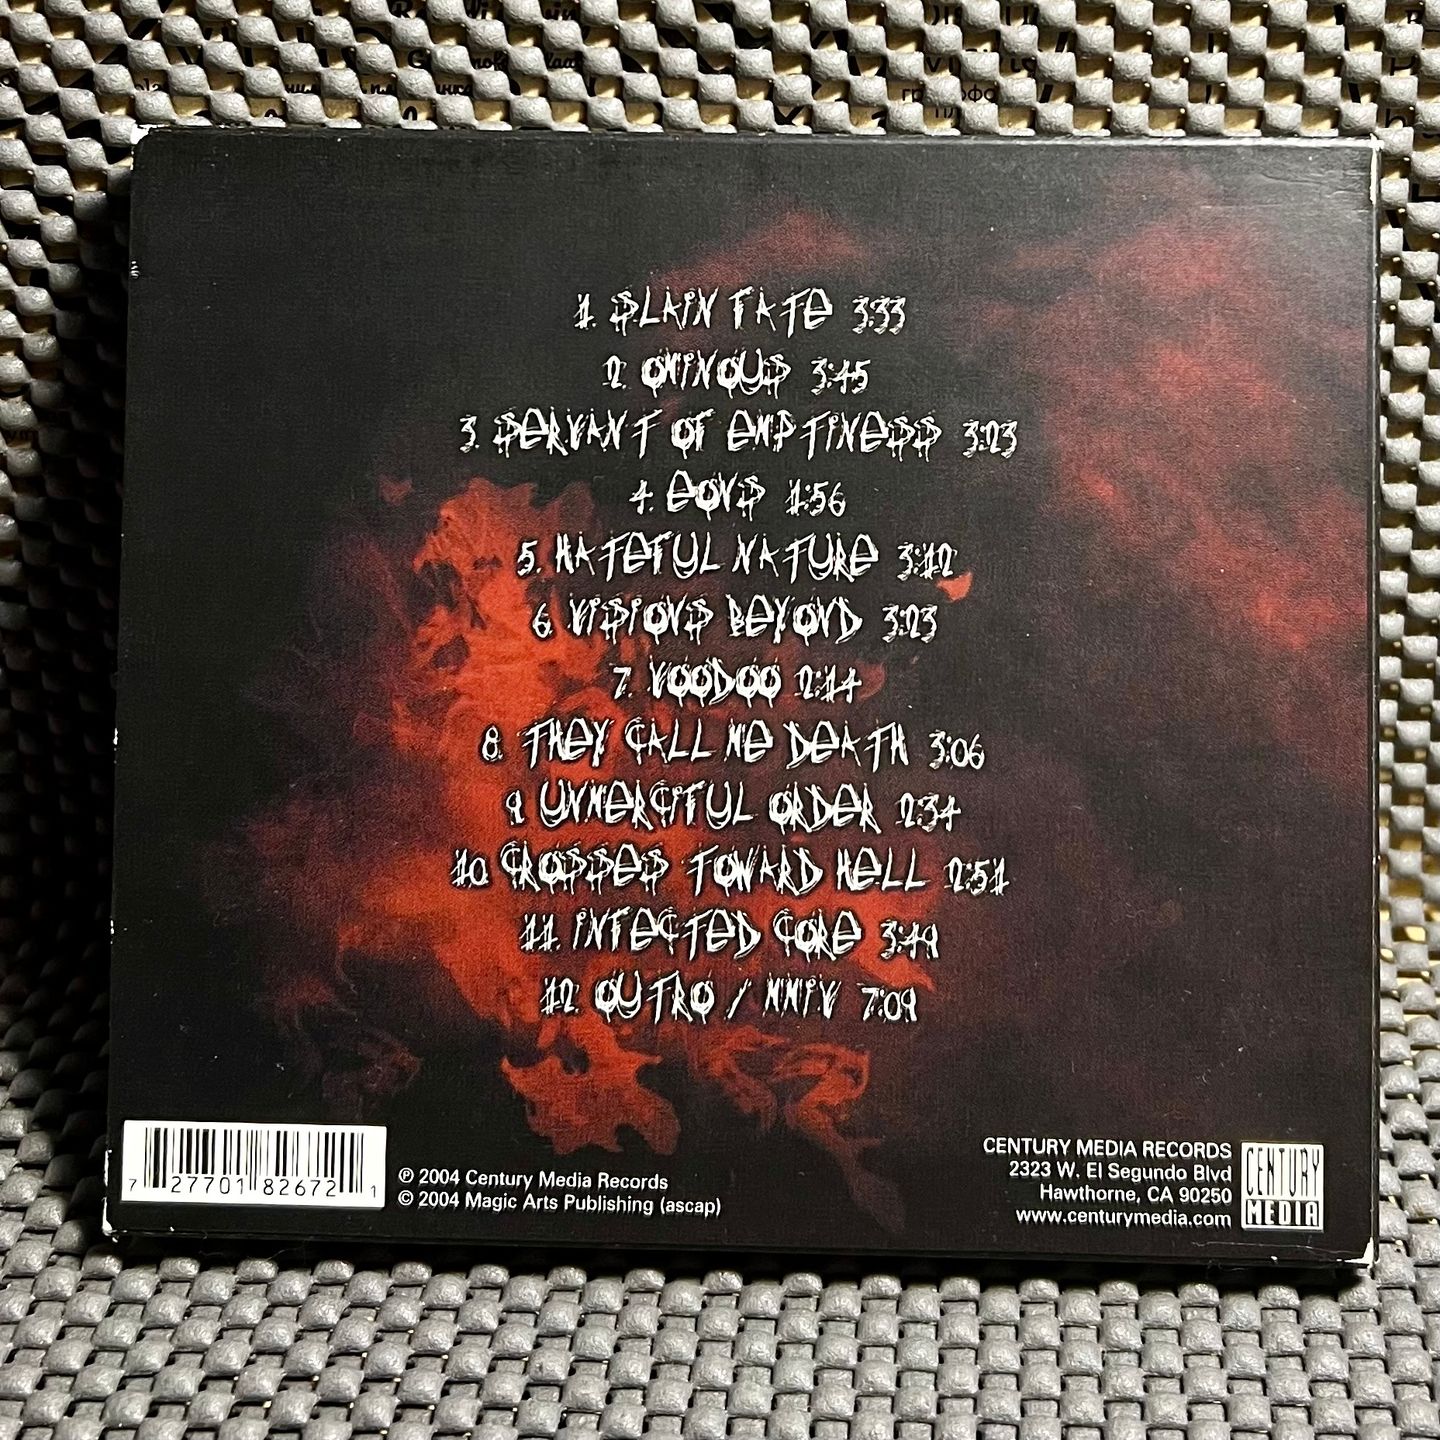 1. SLAIN FATE 3:33
2. OMINOUS 3:45
3. SERVANT OF EMPTINESS 3:23
4. EONS 1:56
5. HATEFUL NATURE 3:12
6. VISIONS BEYOND 3:23
7. VOODOO 2:14
8. THEY CALL ME DEATH 3:06
9. UNMERCIFUL ORDER 2:34
10. CROSSES TOWARD HELL 2:51
11. INFECTED CORE 3:49
12. OUTRO / MMIV 7:09
7 27701 82672 1
℗ 2004 Century Media Records
© 2004 Magic Arts Publishing (ascap)
CENTURY MEDIA RECORDS
2323 W. El Segundo Blvd
Hawthorne, CA 90250
www.centurymedia.com
CENTURY
MEDIA